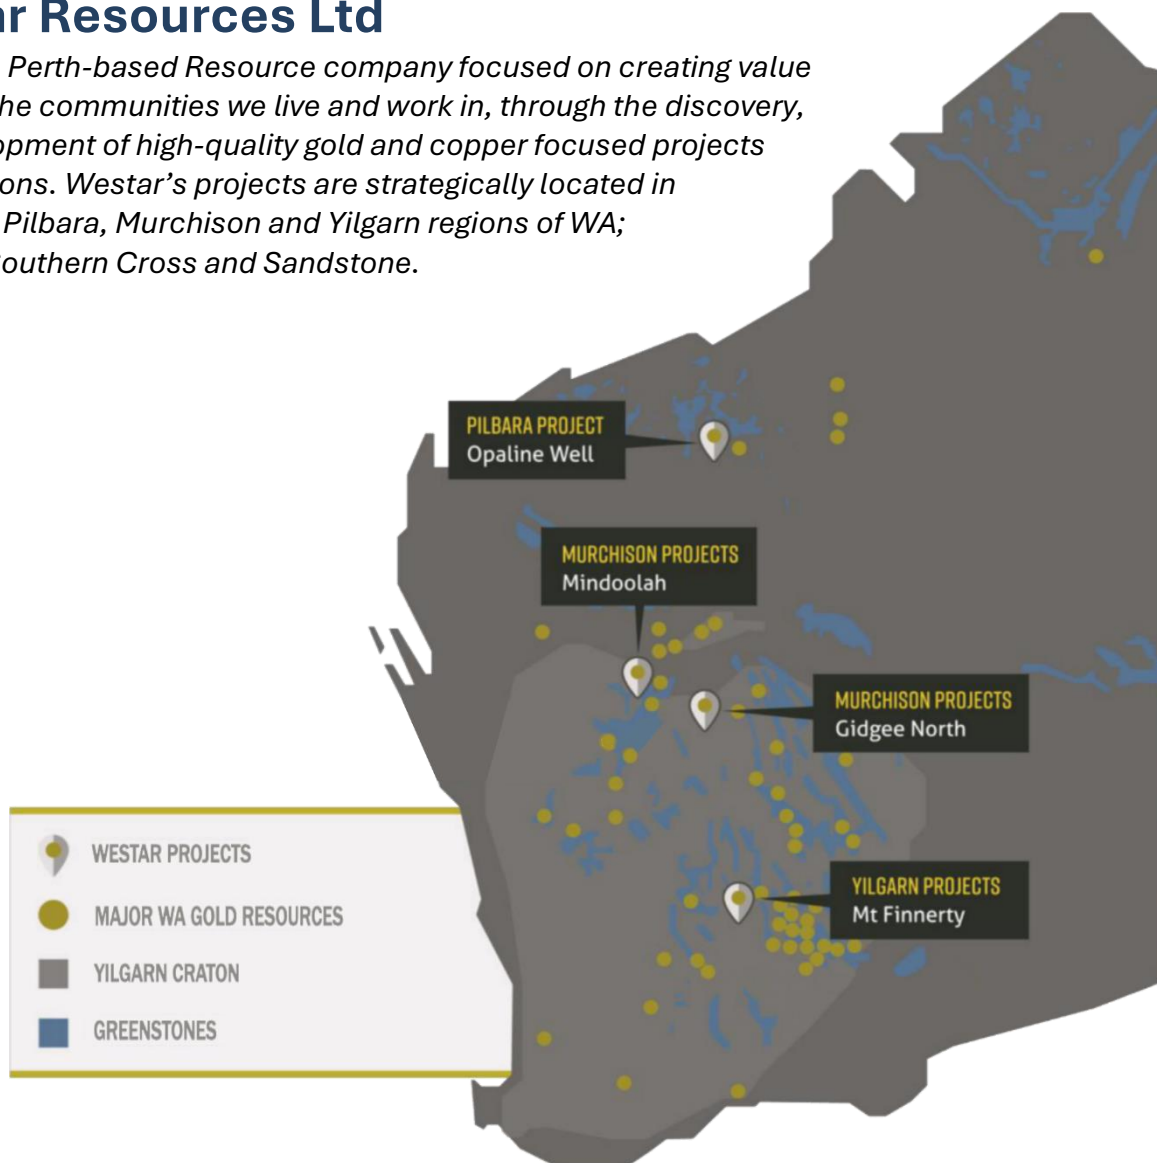 ar Resources Ltd
Perth-based Resource company focused on creating value
he communities we live and work in, through the discovery,
opment of high-quality gold and copper focused projects
ons. Westar’s projects are strategically located in
Pilbara, Murchison and Yilgarn regions of WA;
outhern Cross and Sandstone.
PILBARA PROJECT
Opaline Well
MURCHISON PROJECTS
Mindoolah
MURCHISON PROJECTS
Gidgee North
YILGARN PROJECTS
Mt Finnerty
WESTAR PROJECTS
MAJOR WA GOLD RESOURCES
YILGARN CRATON
GREENSTONES